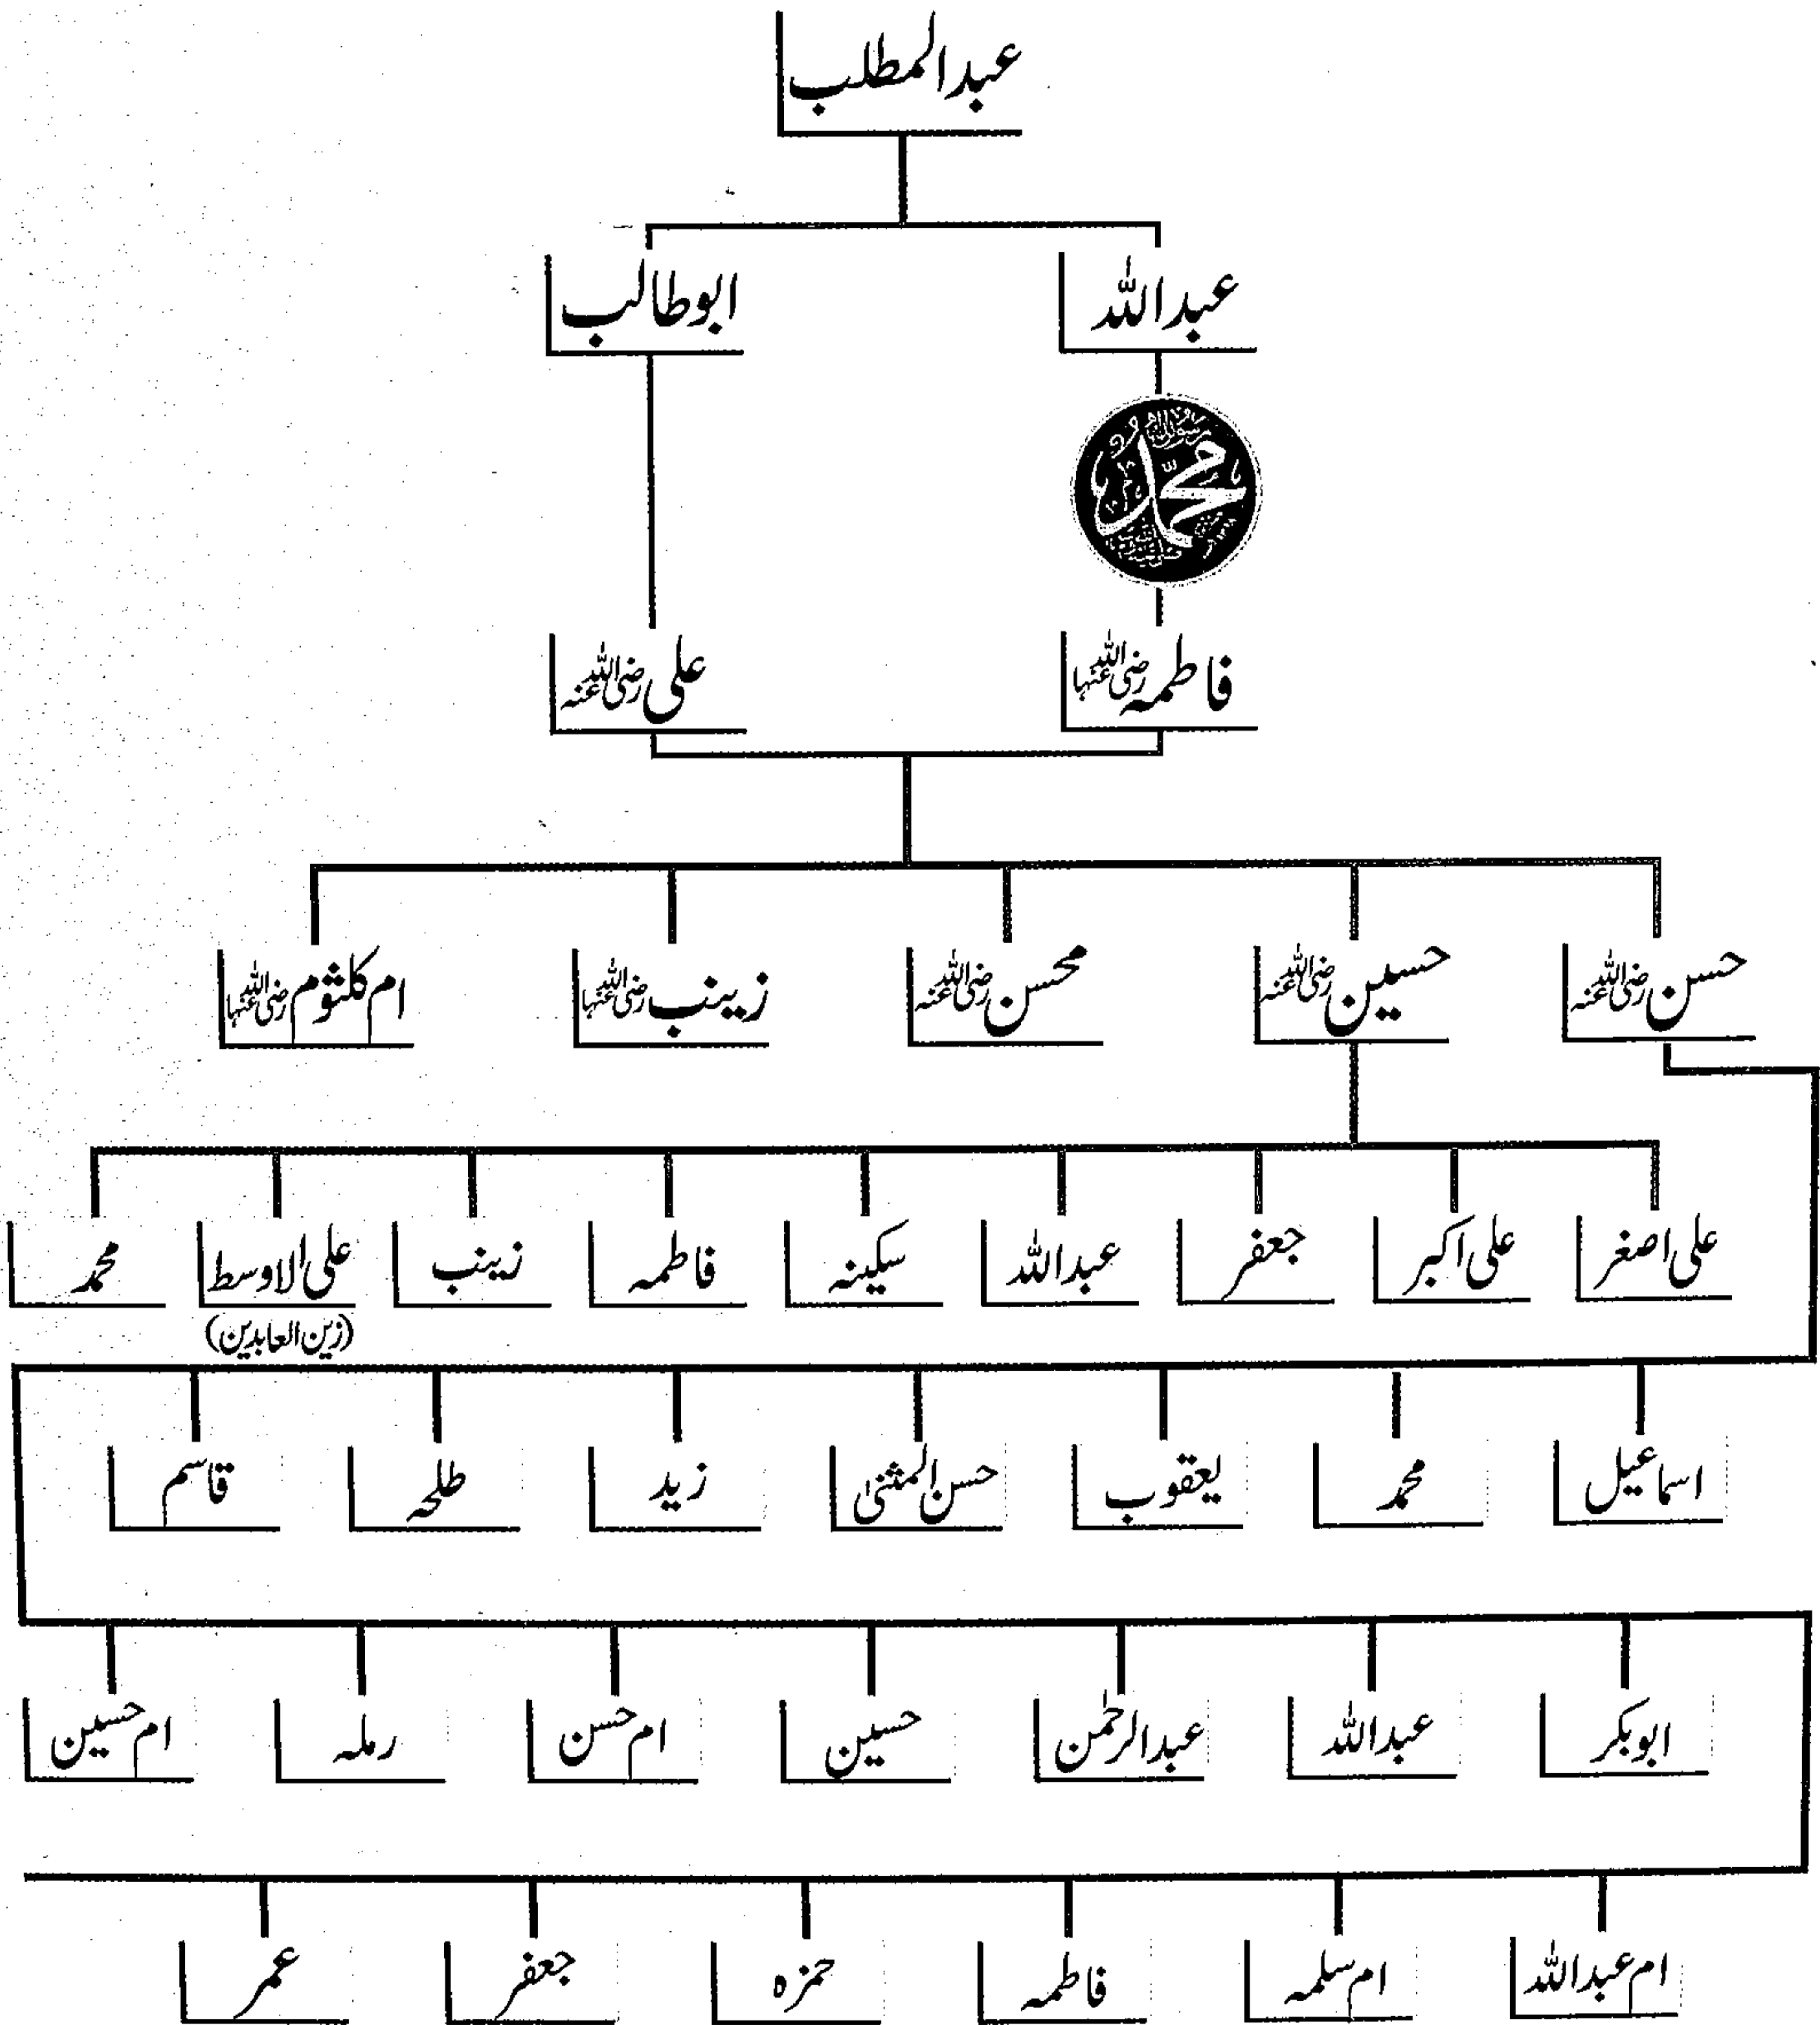 عبدالمطلب
عبداللہ ابوطالب
محمد
فاطمہ رضی اللہ عنہا علی رضی اللہ عنہ
حسن رضی اللہ عنہ حسین رضی اللہ عنہ محسن رضی اللہ عنہ زینب رضی اللہ عنہا ام کلثوم رضی اللہ عنہا
علی اصغر علی اکبر جعفر عبداللہ سکینہ فاطمہ زینب علی الاوسط محمد
(زین العابدین)
اسماعیل محمد یعقوب حسن المثنیٰ زید طلحہ قاسم
ابوبکر عبداللہ عبدالرحمٰن حسین ام حسن رملہ ام حسین
ام عبداللہ ام سلمہ فاطمہ حمزہ جعفر عمر